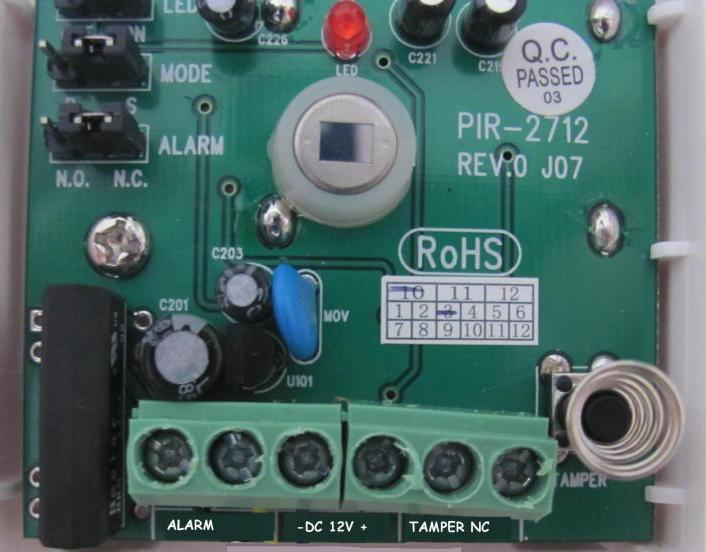 LED
ON
C226
C221
LED
MODE
S
Q.C.
PASSED
03
PIR-2712
REV.0 J07
ALARM
N.O. N.C.
RoHS
C203
10 11 12
1 2 3 4 5 6
7 8 9 10 11 12
MOV
C201
U101
TAMPER
ALARM
-DC 12V +
TAMPER NC